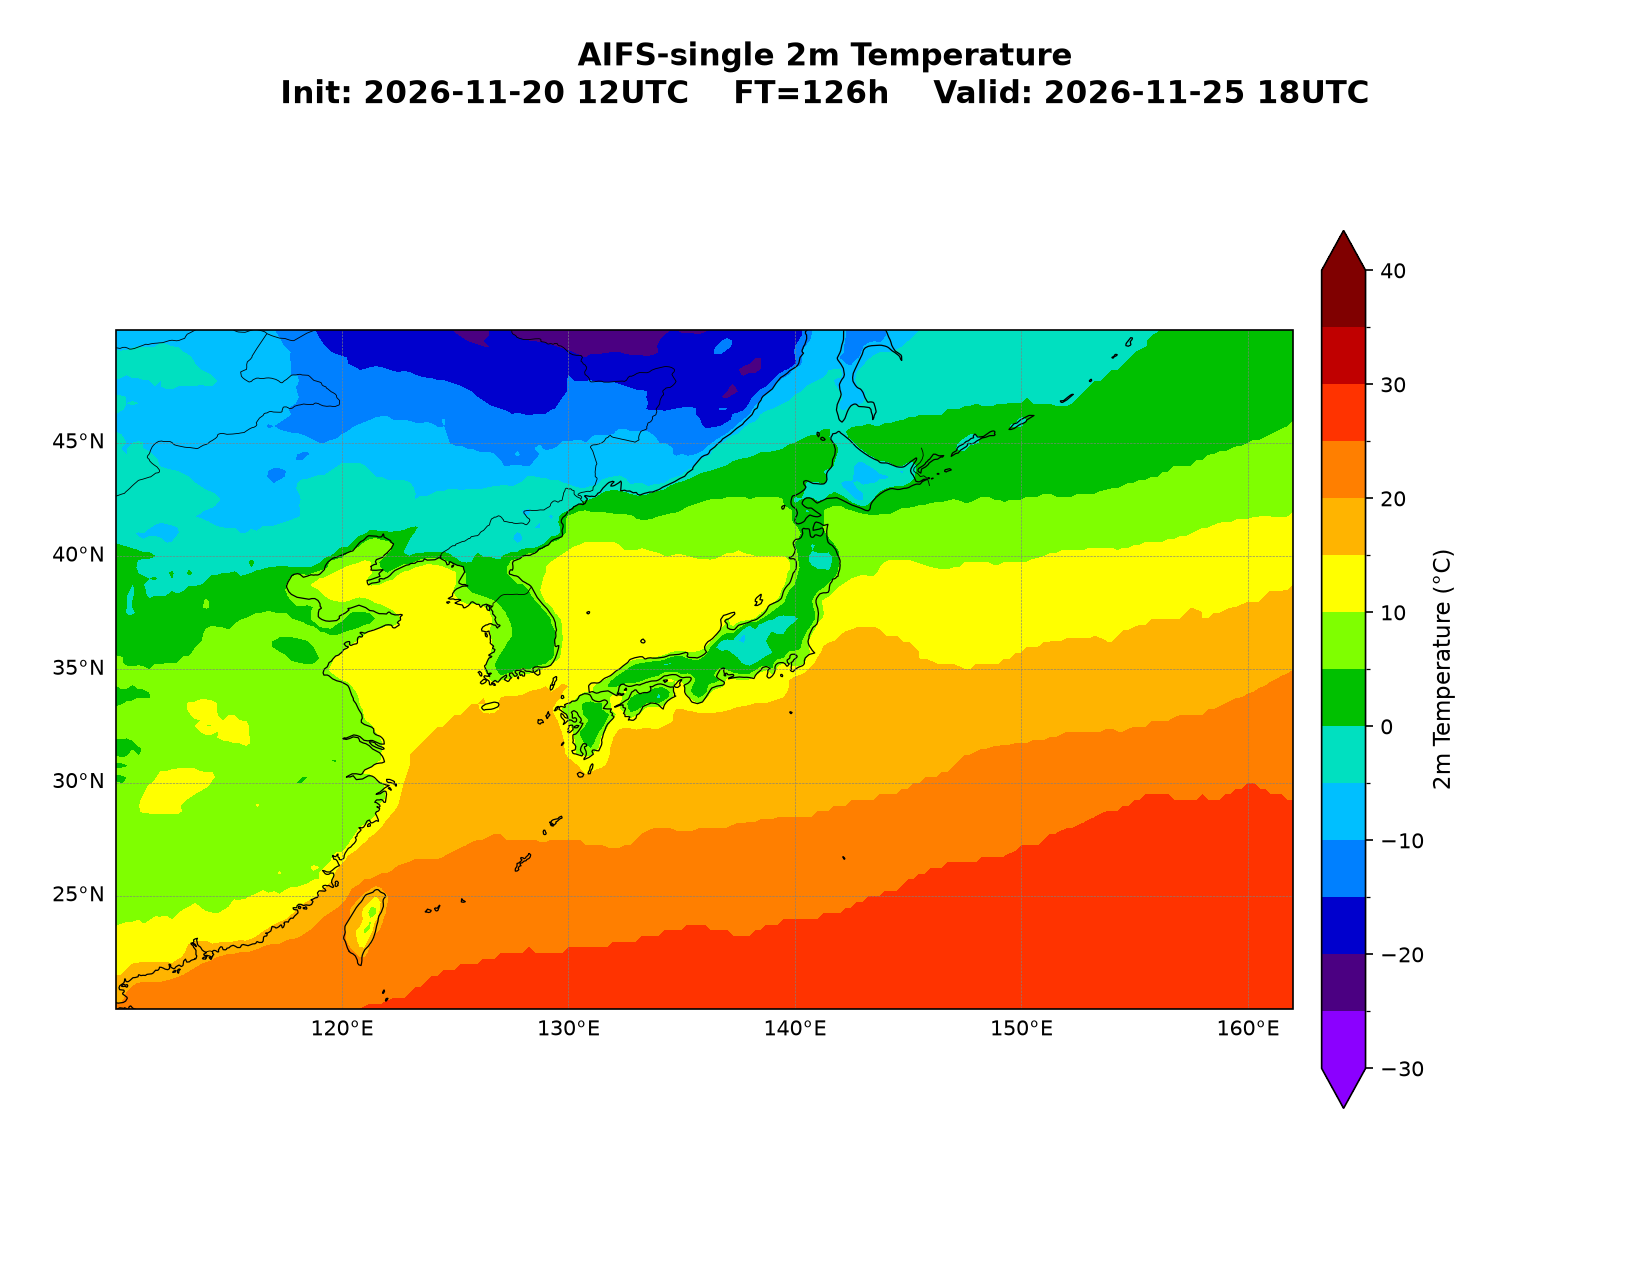 AIFS-single 2m Temperature
Init: 2026-11-20 12UTC    FT=126h    Valid: 2026-11-25 18UTC
45°N
40°N
35°N
30°N
25°N
120°E
130°E
140°E
150°E
160°E
40
30
20
10
0
−10
−20
−30
2m Temperature (°C)